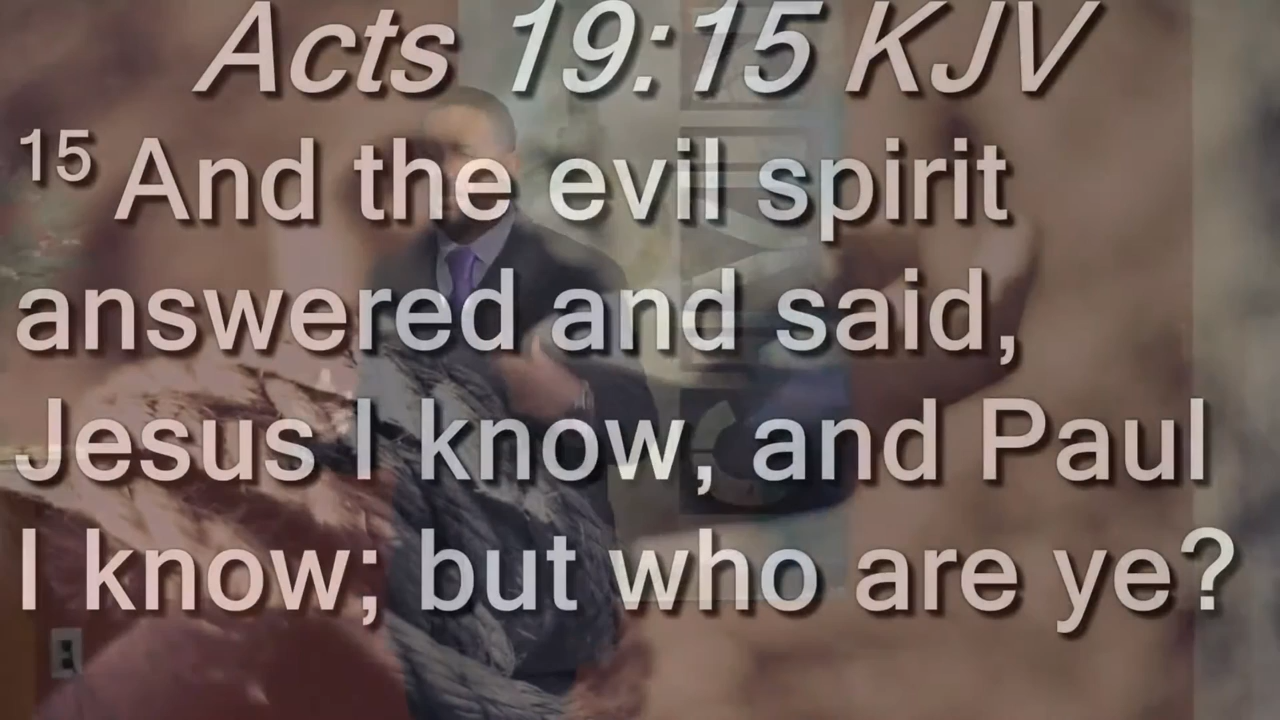 Acts 19:15 KJV
15 And the evil spirit
answered and said,
Jesus I know, and Paul
I know; but who are ye?